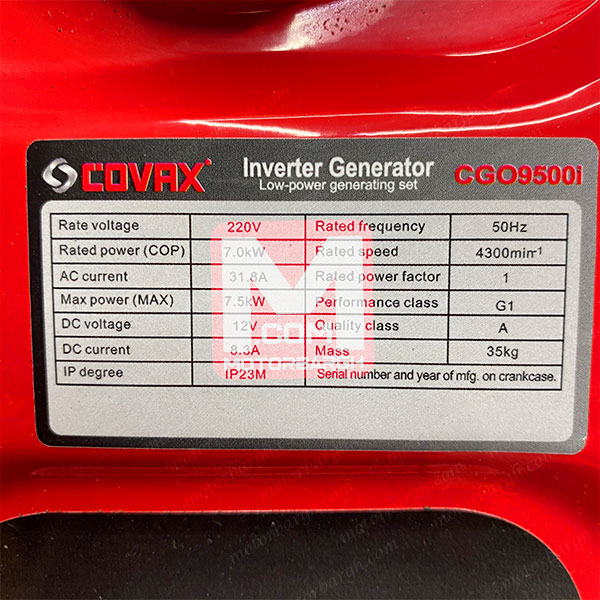 COVAX Inverter Generator CGO9500i
Low-power generating set
Rate voltage 220V Rated frequency 50Hz
Rated power (COP) 7.0kW Rated speed 4300min-1
AC current 31.8A Rated power factor 1
Max power (MAX) 7.5kW Performance class G1
DC voltage 12V Quality class A
DC current 8.3A Mass 35kg
IP degree IP23M Serial number and year of mfg. on crankcase.
M
.COM
MOTORBARGH